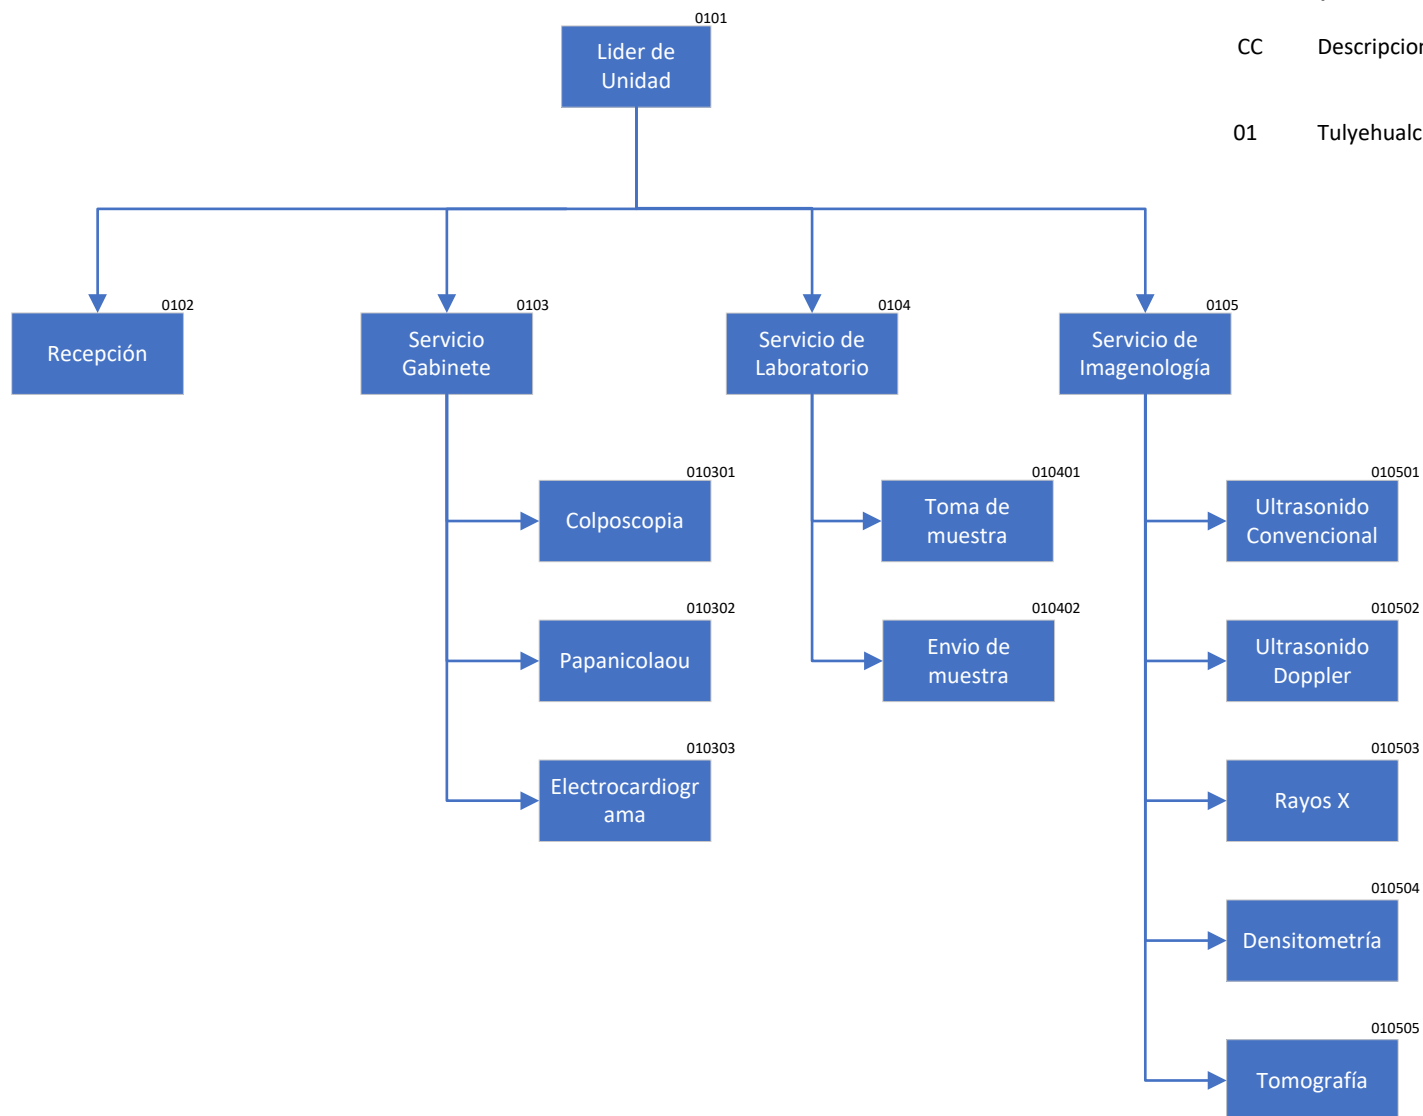 0101
Lider de
Unidad
CC Descripcion
01 Tulyehualc
0102
Recepción
0103
Servicio
Gabinete
0104
Servicio de
Laboratorio
0105
Servicio de
Imagenología
010301
Colposcopia
010401
Toma de
muestra
010501
Ultrasonido
Convencional
010302
Papanicolaou
010402
Envio de
muestra
010502
Ultrasonido
Doppler
010303
Electrocardiogr
ama
010503
Rayos X
010504
Densitometría
010505
Tomografía